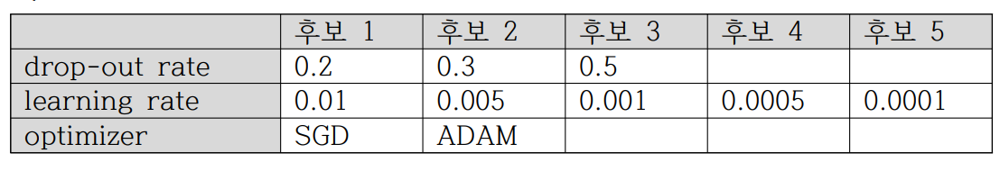 후보 1 후보 2 후보 3 후보 4 후보 5
drop-out rate 0.2 0.3 0.5
learning rate 0.01 0.005 0.001 0.0005 0.0001
optimizer SGD ADAM